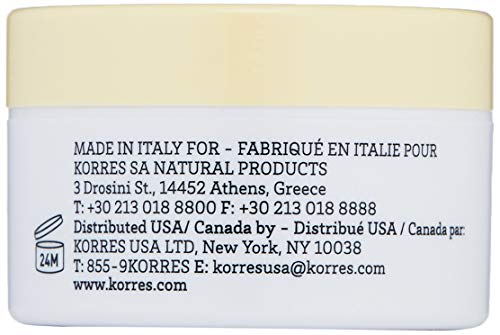 MADE IN ITALY FOR - FABRIQUÉ EN ITALIE POUR
KORRES SA NATURAL PRODUCTS
3 Drosini St., 14452 Athens, Greece
T: +30 213 018 8800 F: +30 213 018 8888
Distributed USA/ Canada by - Distribué USA / Canada par:
KORRES USA LTD, New York, NY 10038
T: 855-9KORRES E: korresusa@korres.com
www.korres.com
24M